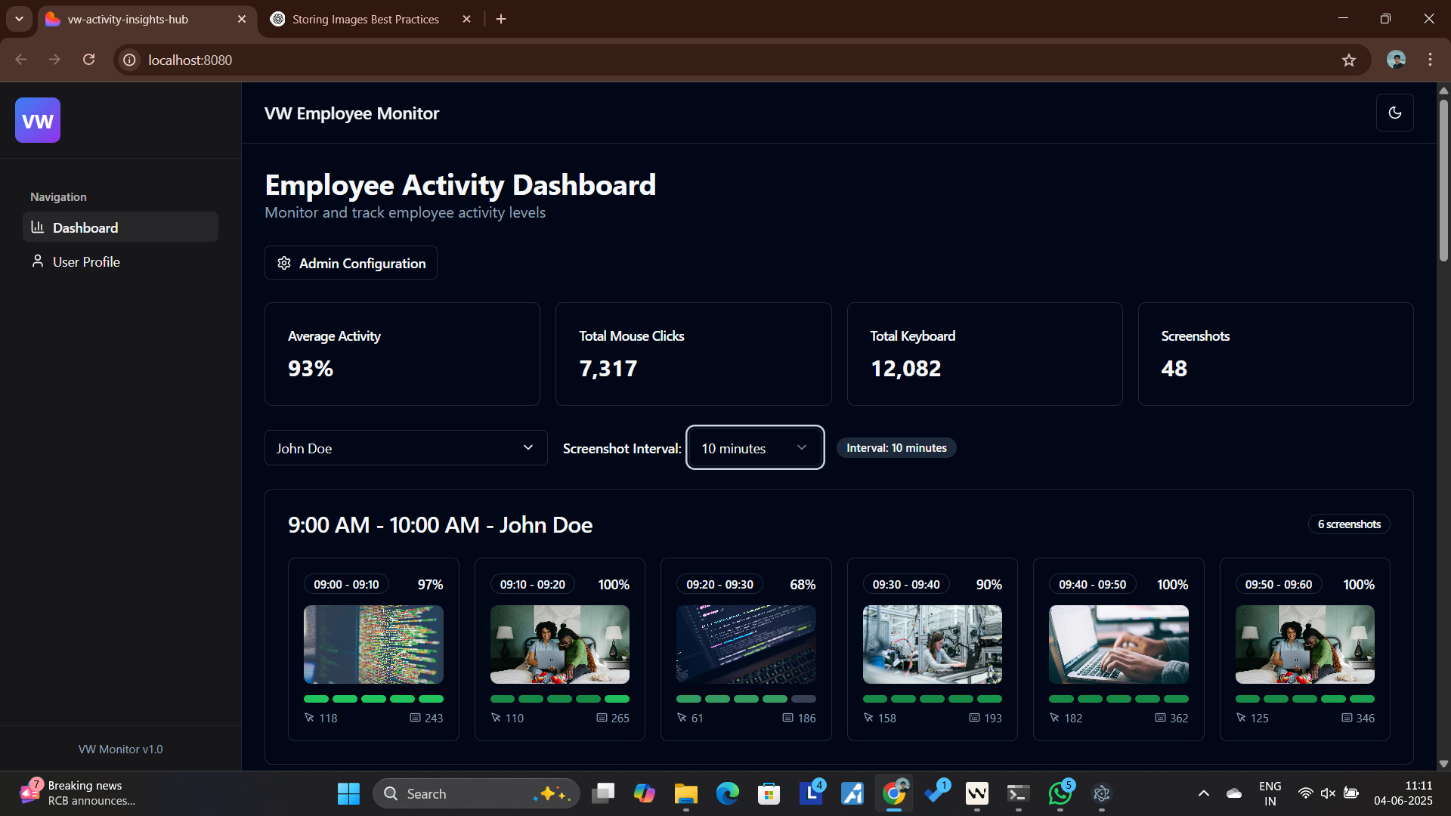 vw-activity-insights-hub
Storing Images Best Practices
localhost:8080
VW
VW Employee Monitor
Navigation
Dashboard
User Profile
Employee Activity Dashboard
Monitor and track employee activity levels
Admin Configuration
Average Activity
93%
Total Mouse Clicks
7,317
Total Keyboard
12,082
Screenshots
48
John Doe
Screenshot Interval:
10 minutes
Interval: 10 minutes
9:00 AM - 10:00 AM - John Doe
6 screenshots
09:00 - 09:10
97%
118
243
09:10 - 09:20
100%
110
265
09:20 - 09:30
68%
61
186
09:30 - 09:40
90%
158
193
09:40 - 09:50
100%
182
362
09:50 - 09:60
100%
125
346
VW Monitor v1.0
7
Breaking news
RCB announces...
Search
L
4
1
W
5
ENG
IN
11:11
04-06-2025